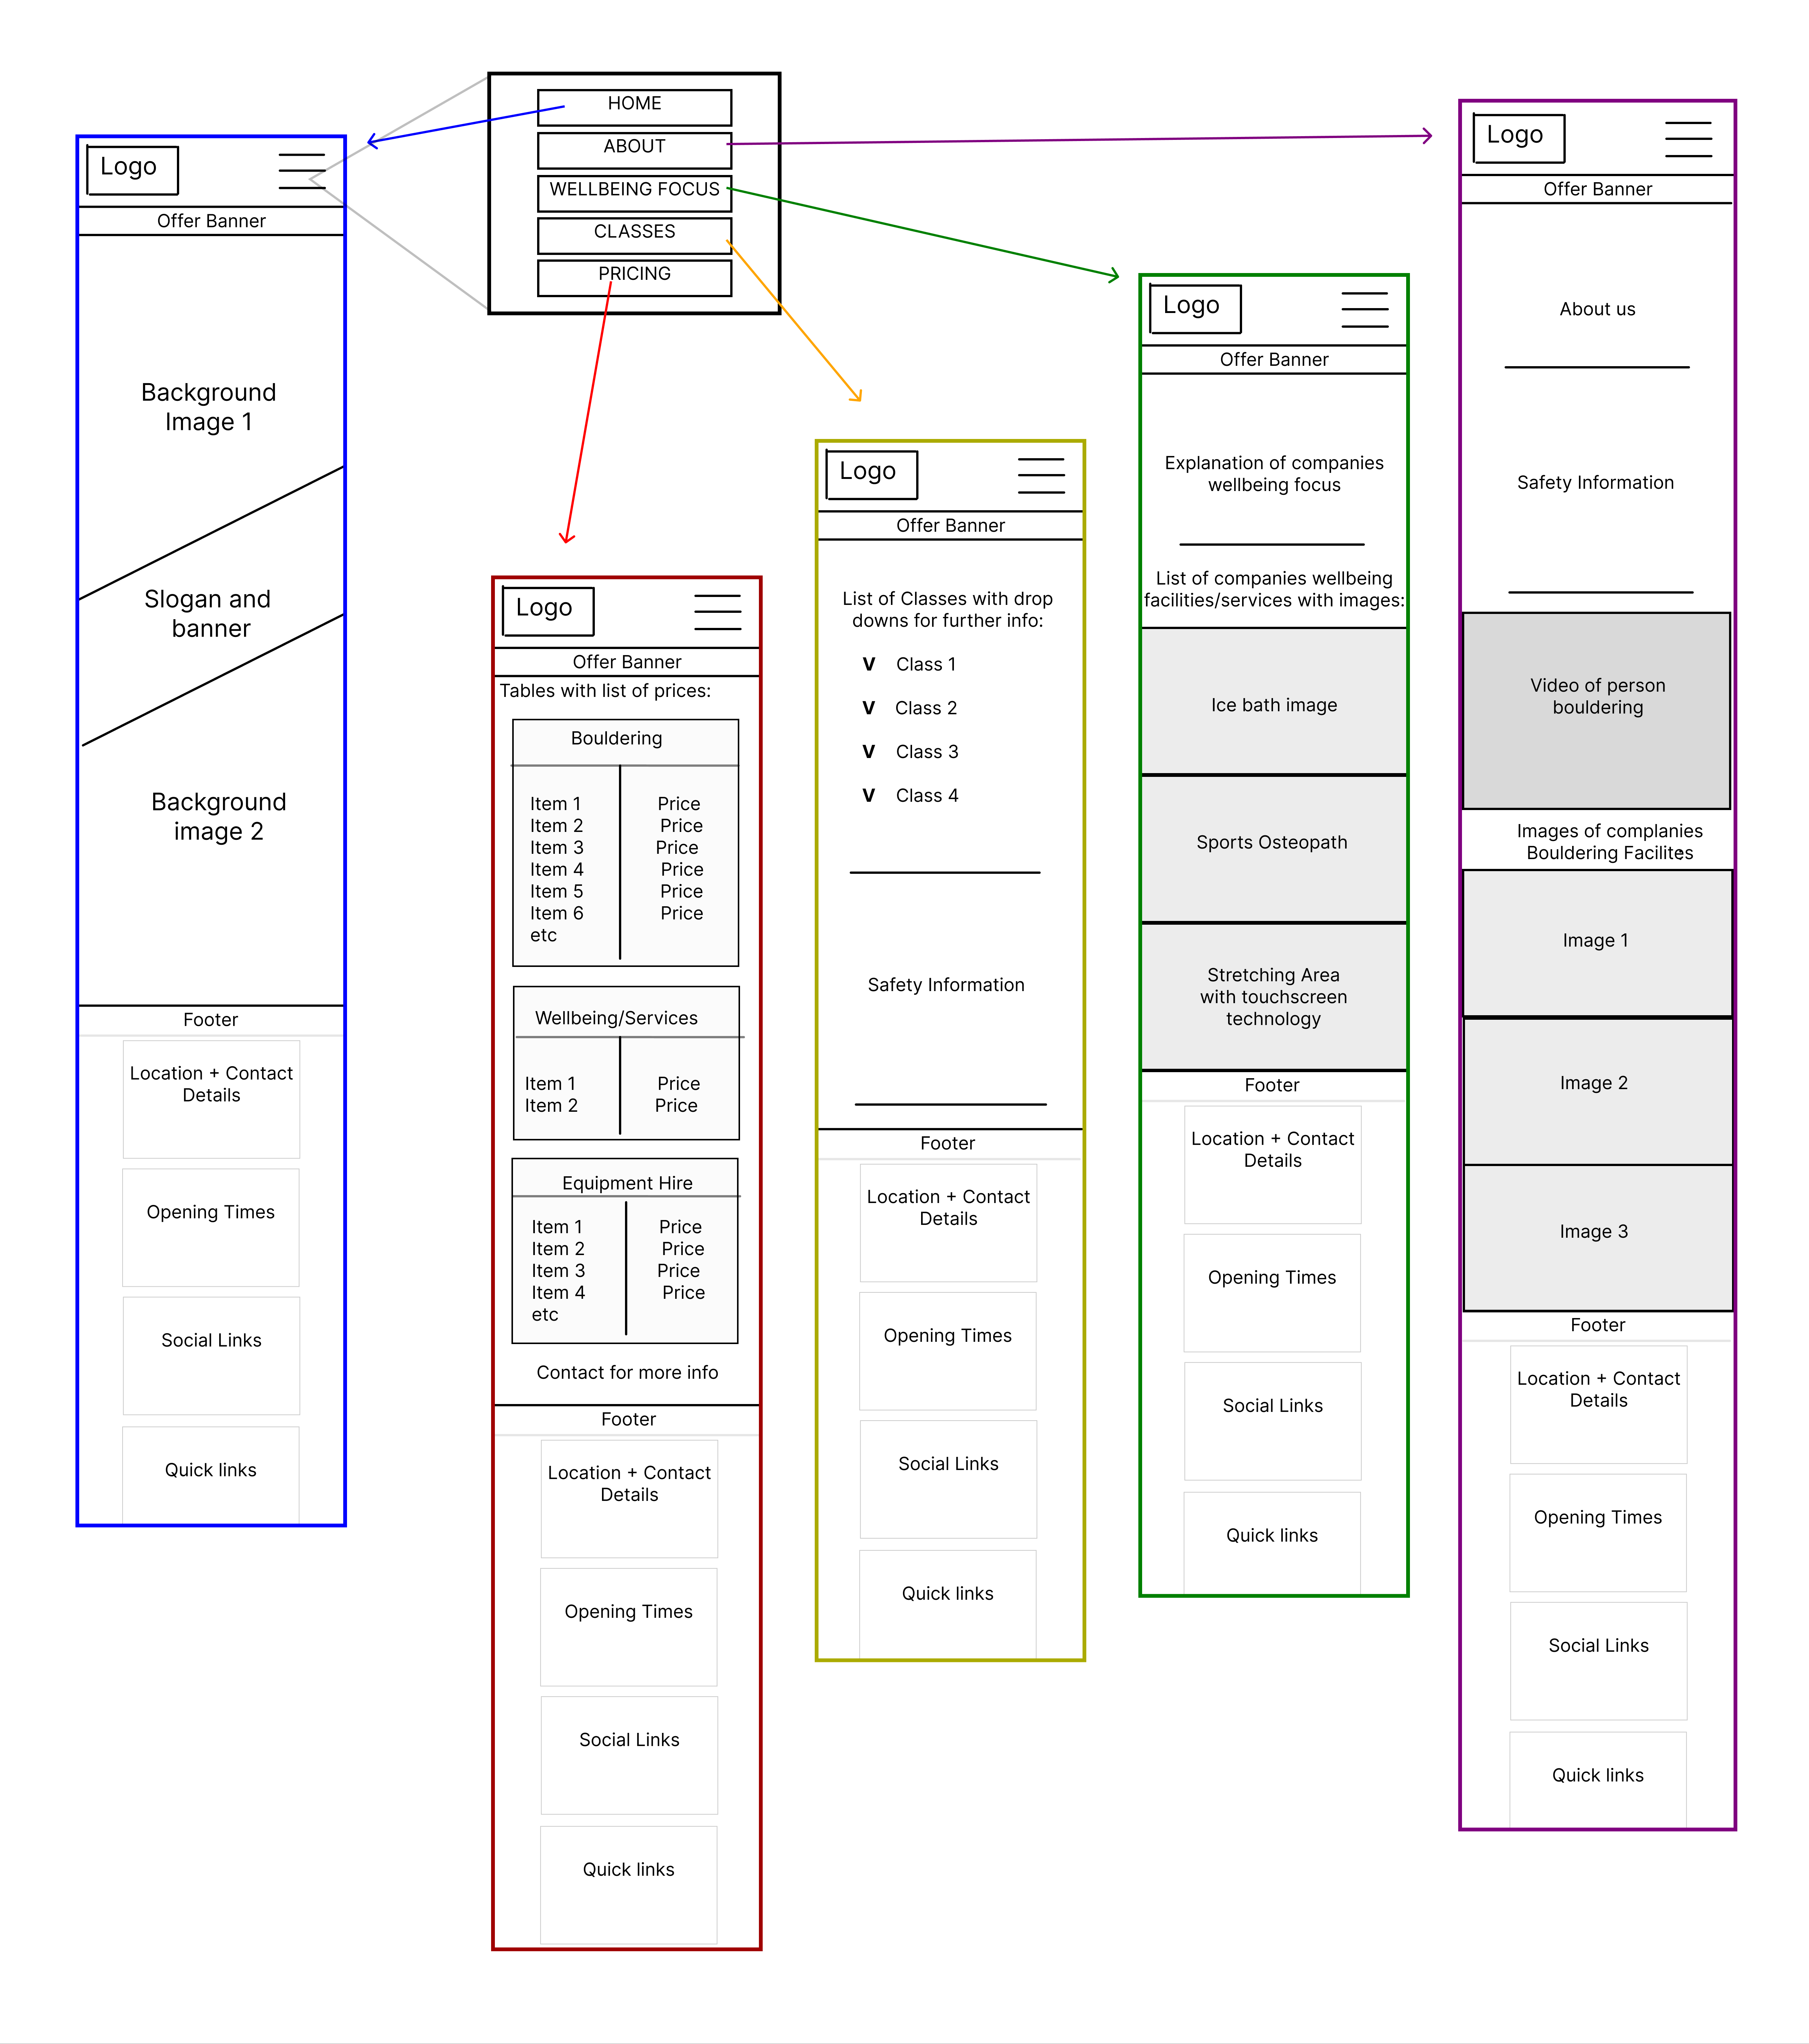 HOME
ABOUT
WELLBEING FOCUS
CLASSES
PRICING
Logo
Offer Banner
Background
Image 1
Slogan and
banner
Background
image 2
Footer
Location + Contact
Details
Opening Times
Social Links
Quick links
Logo
Offer Banner
Tables with list of prices:
Bouldering
Item 1 Price
Item 2 Price
Item 3 Price
Item 4 Price
Item 5 Price
Item 6 Price
etc
Wellbeing/Services
Item 1 Price
Item 2 Price
Equipment Hire
Item 1 Price
Item 2 Price
Item 3 Price
Item 4 Price
etc
Contact for more info
Footer
Location + Contact
Details
Opening Times
Social Links
Quick links
Logo
Offer Banner
List of Classes with drop
downs for further info:
V Class 1
V Class 2
V Class 3
V Class 4
Safety Information
Footer
Location + Contact
Details
Opening Times
Social Links
Quick links
Logo
Offer Banner
Explanation of companies
wellbeing focus
List of companies wellbeing
facilities/services with images:
Ice bath image
Sports Osteopath
Stretching Area
with touchscreen
technology
Footer
Location + Contact
Details
Opening Times
Social Links
Quick links
Logo
Offer Banner
About us
Safety Information
Video of person
bouldering
Images of complanies
Bouldering Facilites
Image 1
Image 2
Image 3
Footer
Location + Contact
Details
Opening Times
Social Links
Quick links